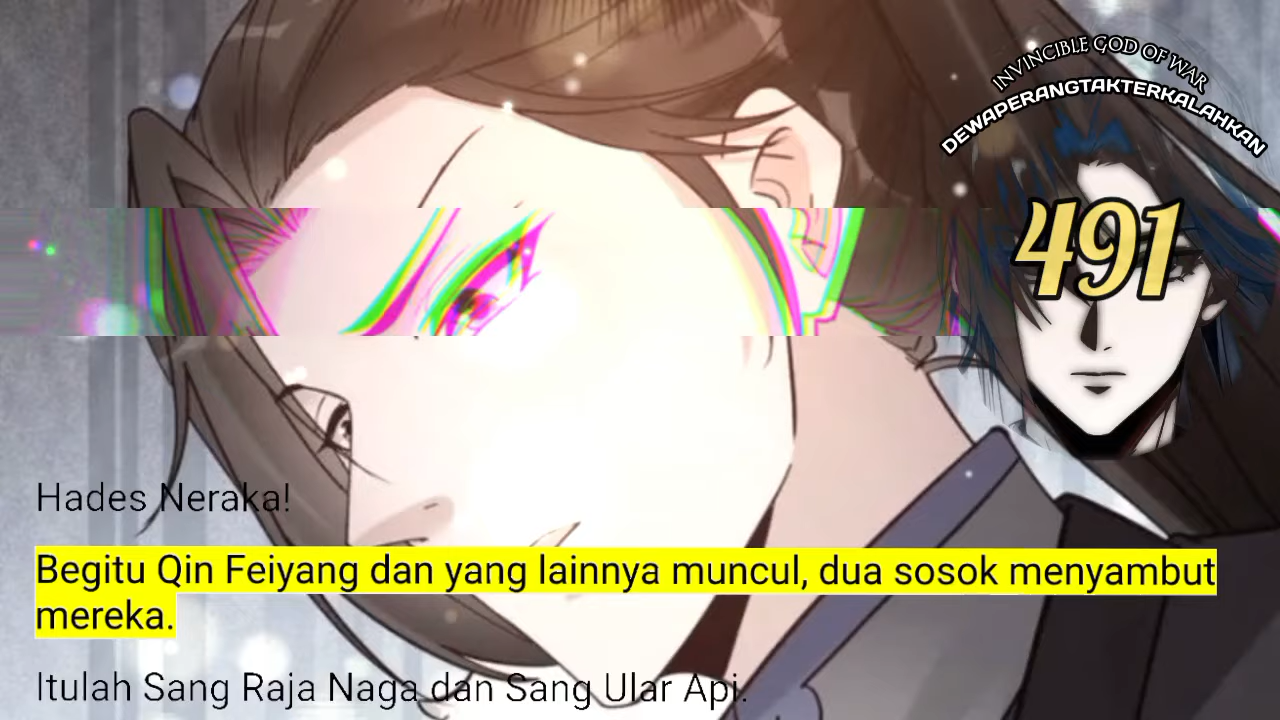 INVINCIBLE GOD OF WAR
DEWAPERANGTAKTERKALAHKAN
491
Hades Neraka!
Begitu Qin Feiyang dan yang lainnya muncul, dua sosok menyambut
mereka.
Itulah Sang Raja Naga dan Sang Ular Api.